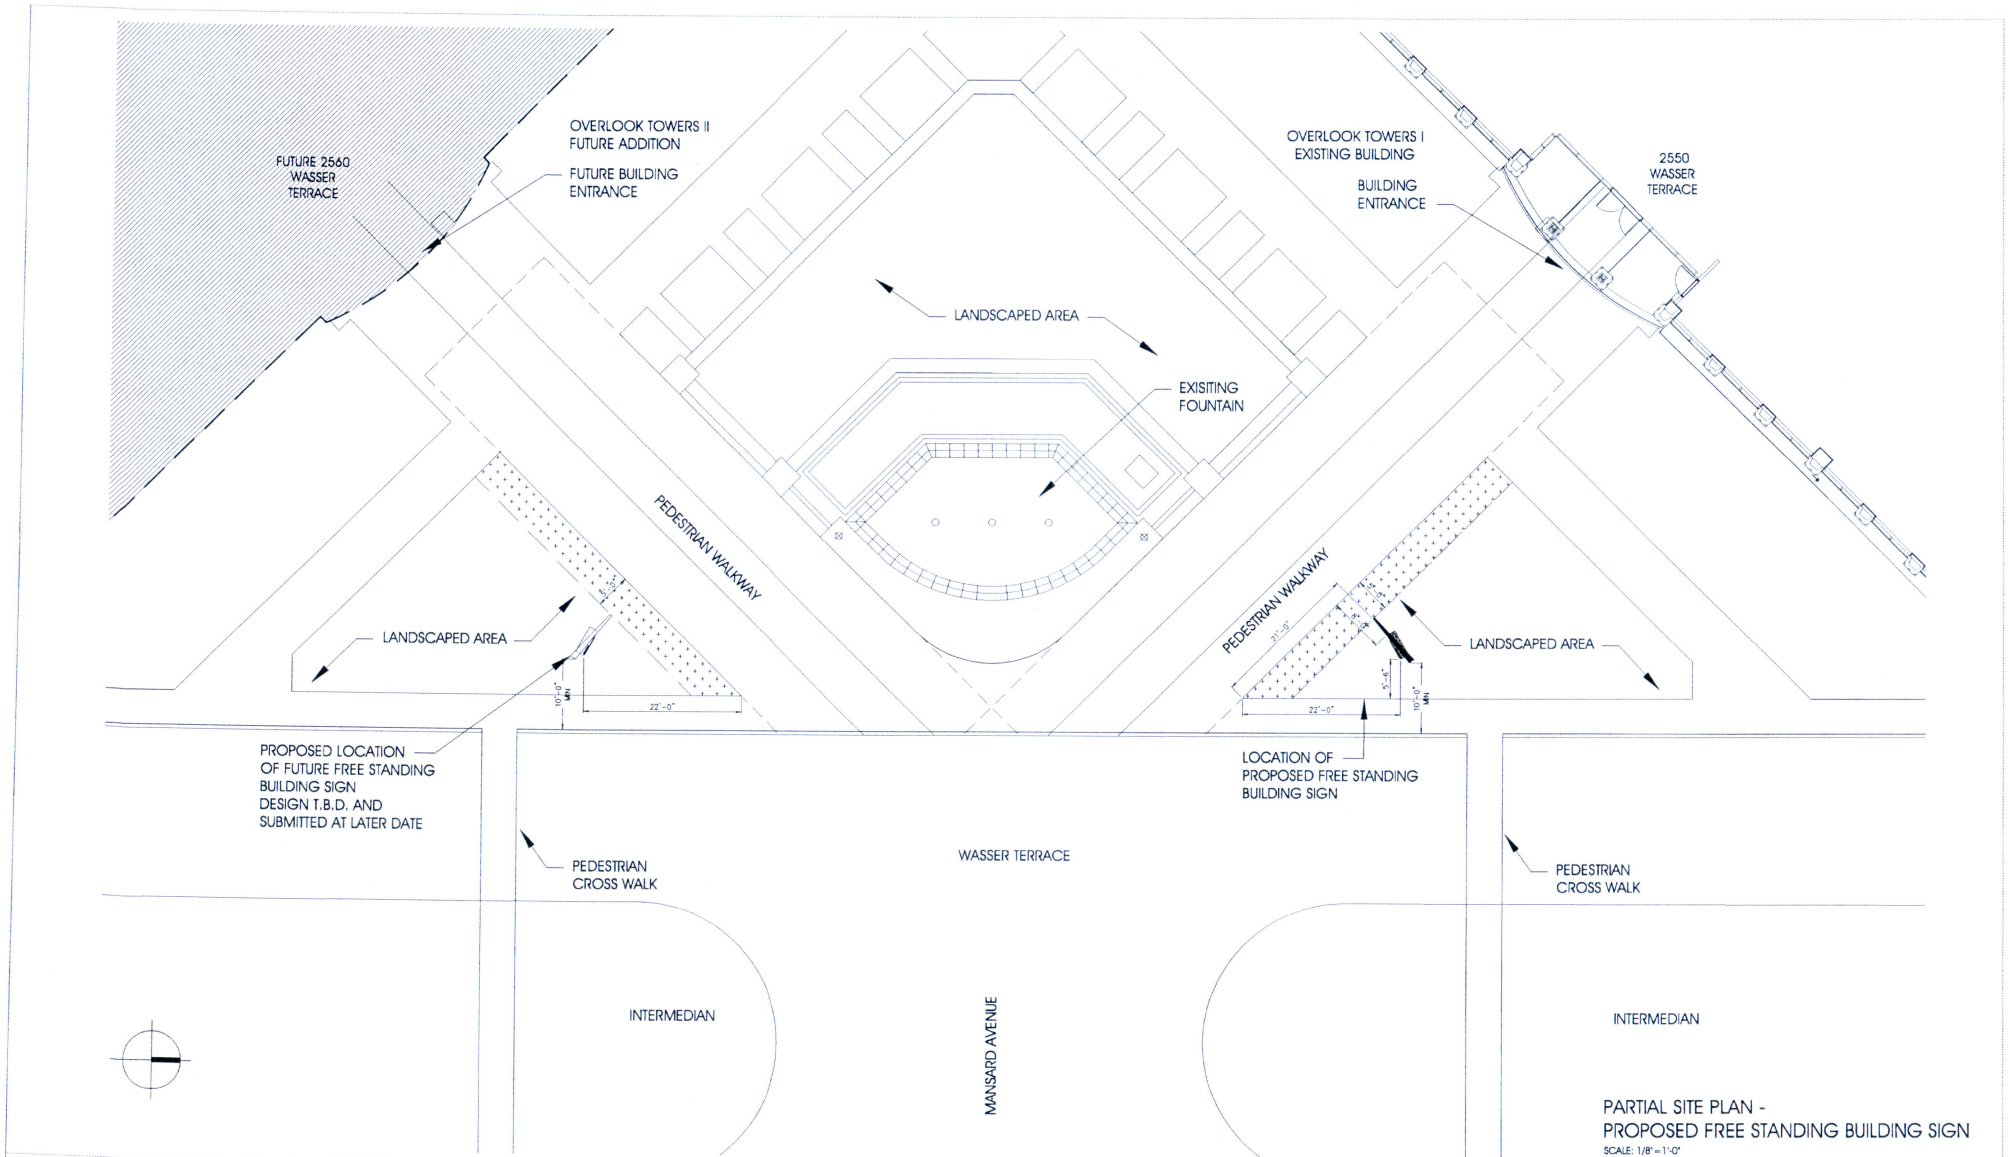 FUTURE 2560
WASSER
TERRACE
OVERLOOK TOWERS II
FUTURE ADDITION
FUTURE BUILDING
ENTRANCE
OVERLOOK TOWERS I
EXISTING BUILDING
BUILDING
ENTRANCE
2550
WASSER
TERRACE
LANDSCAPED AREA
EXISITING
FOUNTAIN
PEDESTRIAN WALKWAY
PEDESTRIAN WALKWAY
5'-0"
LANDSCAPED AREA
10'-0"
MIN
22'-0"
21'-0"
5'-0"
LANDSCAPED AREA
5'-6"
10'-0"
MIN
22'-0"
PROPOSED LOCATION
OF FUTURE FREE STANDING
BUILDING SIGN
DESIGN T.B.D. AND
SUBMITTED AT LATER DATE
LOCATION OF
PROPOSED FREE STANDING
BUILDING SIGN
PEDESTRIAN
CROSS WALK
WASSER TERRACE
PEDESTRIAN
CROSS WALK
INTERMEDIAN
MANSARD AVENUE
INTERMEDIAN
PARTIAL SITE PLAN -
PROPOSED FREE STANDING BUILDING SIGN
SCALE: 1/8"=1'-0"